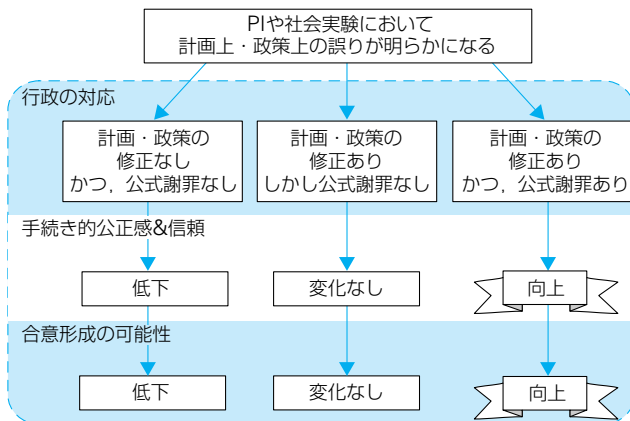 PIや社会実験において
計画上・政策上の誤りが明らかになる
行政の対応
計画・政策の
修正なし
かつ，公式謝罪なし
計画・政策の
修正あり
しかし公式謝罪なし
計画・政策の
修正あり
かつ，公式謝罪あり
手続き的公正感&信頼
低下
変化なし
向上
合意形成の可能性
低下
変化なし
向上